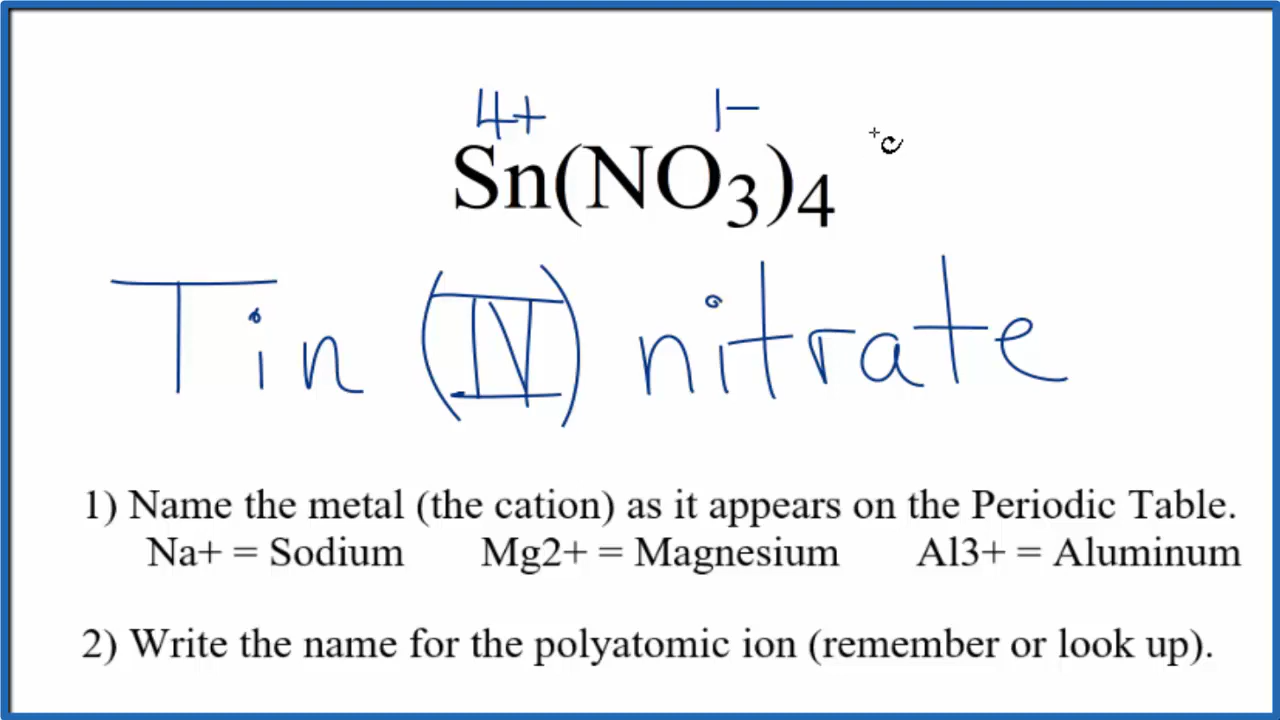 4+ 1-
Sn(NO3)4
Tin (IV) nitrate
1) Name the metal (the cation) as it appears on the Periodic Table.
Na+ = Sodium Mg2+ = Magnesium Al3+ = Aluminum
2) Write the name for the polyatomic ion (remember or look up).